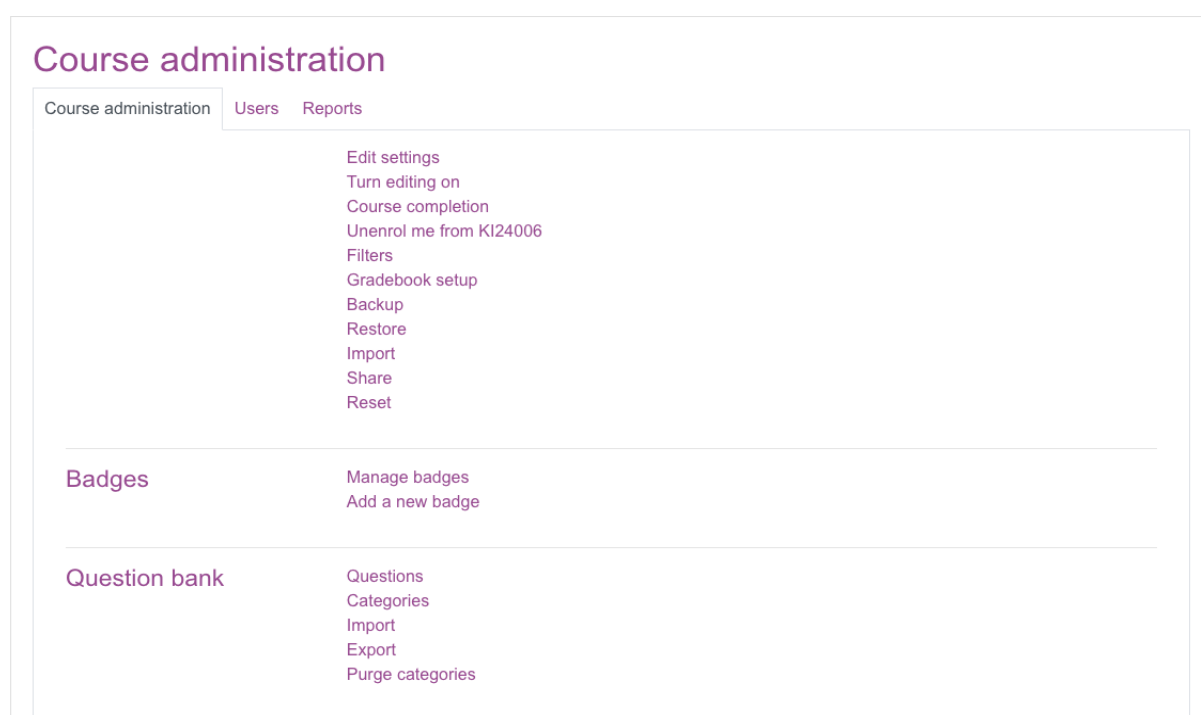 Course administration
Course administration Users Reports
Edit settings
Turn editing on
Course completion
Unenrol me from KI24006
Filters
Gradebook setup
Backup
Restore
Import
Share
Reset
Badges
Manage badges
Add a new badge
Question bank
Questions
Categories
Import
Export
Purge categories